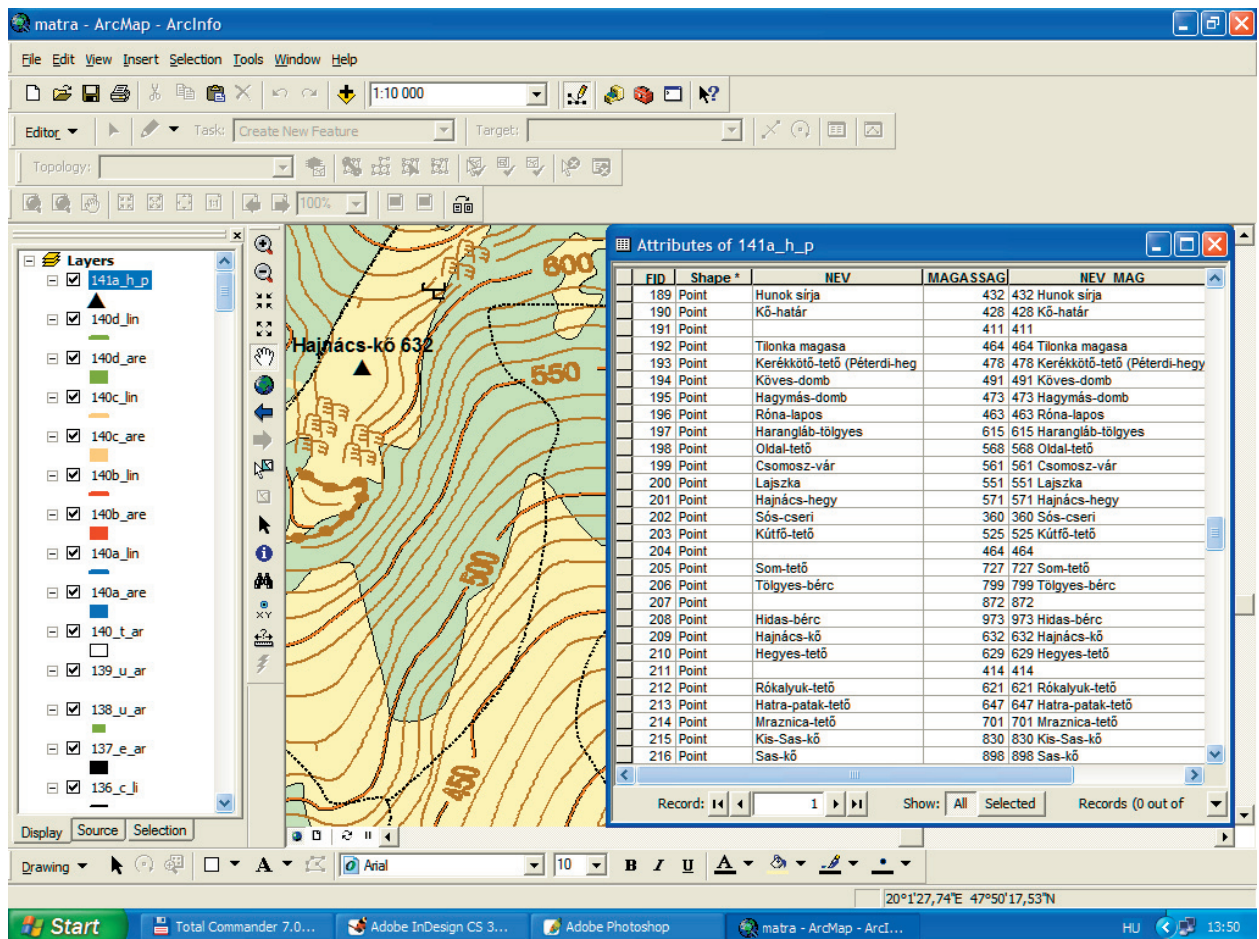 matra - ArcMap - ArcInfo
File Edit View Insert Selection Tools Window Help
1:10 000
Editor Task: Create New Feature Target:
Topology:
1:1 100%
Layers
141a_h_p
140d_lin
140d_are
140c_lin
140c_are
140b_lin
140b_are
140a_lin
140a_are
140_t_ar
139_u_ar
138_u_ar
137_e_ar
136_c_li
Display Source Selection
600
Hajnács-kő 632
550
500
500
450
450
Attributes of 141a_h_p
FID Shape * NEV MAGASSAG NEV_MAG
189 Point Hunok sírja 432 432 Hunok sírja
190 Point Kő-határ 428 428 Kő-határ
191 Point 411 411
192 Point Tilonka magasa 464 464 Tilonka magasa
193 Point Kerékkötő-tető (Péterdi-heg 478 478 Kerékkötő-tető (Péterdi-hegy
194 Point Köves-domb 491 491 Köves-domb
195 Point Hagymás-domb 473 473 Hagymás-domb
196 Point Róna-lapos 463 463 Róna-lapos
197 Point Harangláb-tölgyes 615 615 Harangláb-tölgyes
198 Point Oldal-tető 568 568 Oldal-tető
199 Point Csomosz-vár 561 561 Csomosz-vár
200 Point Lajszka 551 551 Lajszka
201 Point Hajnács-hegy 571 571 Hajnács-hegy
202 Point Sós-cseri 360 360 Sós-cseri
203 Point Kútfő-tető 525 525 Kútfő-tető
204 Point 464 464
205 Point Som-tető 727 727 Som-tető
206 Point Tölgyes-bérc 799 799 Tölgyes-bérc
207 Point 872 872
208 Point Hidas-bérc 973 973 Hidas-bérc
209 Point Hajnács-kő 632 632 Hajnács-kő
210 Point Hegyes-tető 629 629 Hegyes-tető
211 Point 414 414
212 Point Rókalyuk-tető 621 621 Rókalyuk-tető
213 Point Hatra-patak-tető 647 647 Hatra-patak-tető
214 Point Mraznica-tető 701 701 Mraznica-tető
215 Point Kis-Sas-kő 830 830 Kis-Sas-kő
216 Point Sas-kő 898 898 Sas-kő
Record: 1 Show: All Selected Records (0 out of
Drawing A Arial 10 B I U A
20°1'27,74"E 47°50'17,53"N
Start Total Commander 7.0... Adobe InDesign CS 3... Adobe Photoshop matra - ArcMap - ArcI... HU 13:50